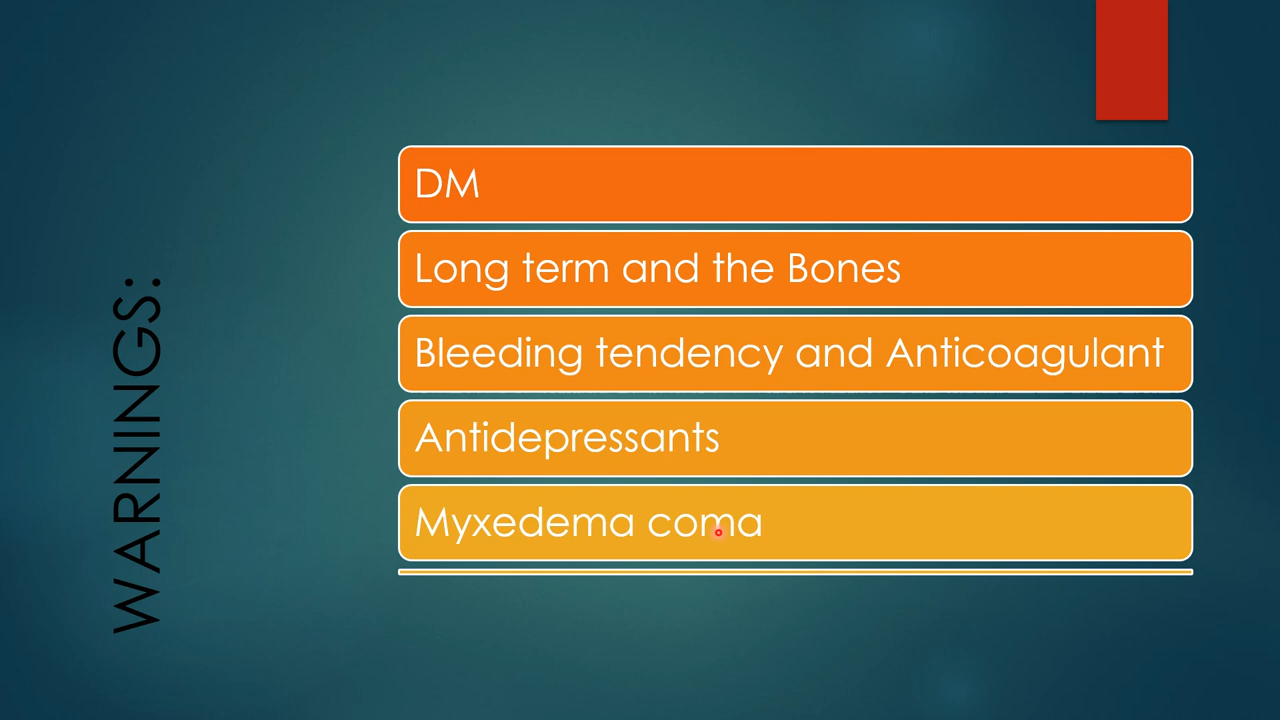 WARNINGS:
DM
Long term and the Bones
Bleeding tendency and Anticoagulant
Antidepressants
Myxedema coma